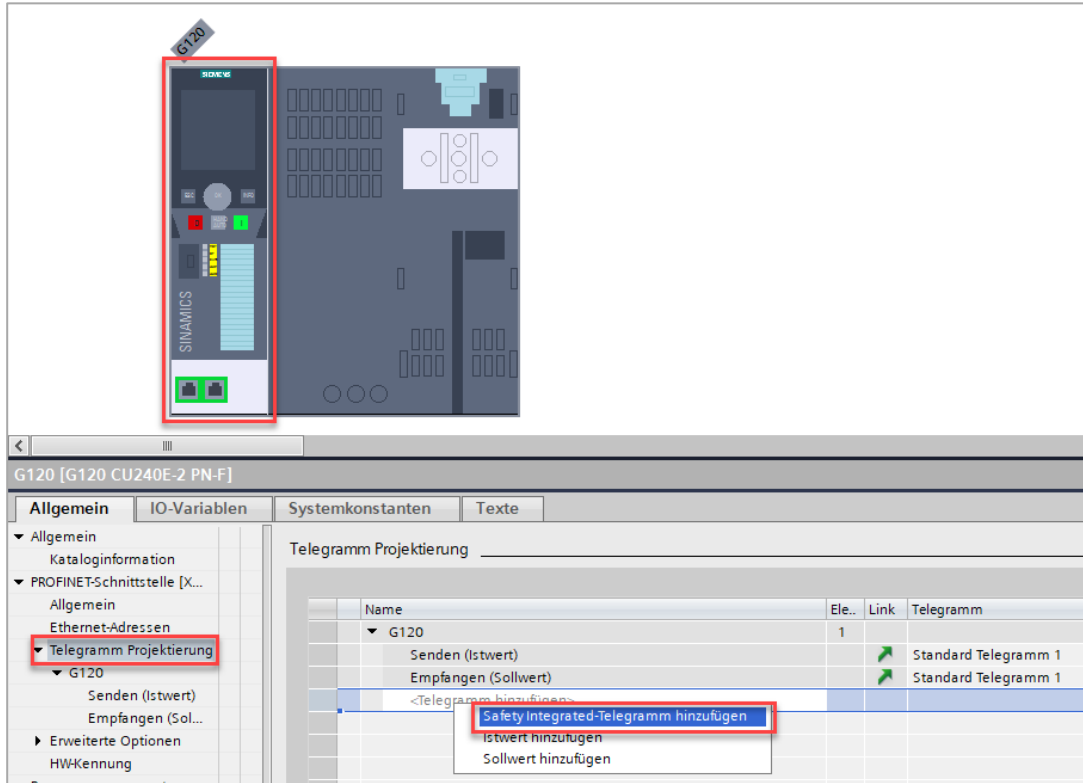 G120
SIEMENS
ESC
OK
INFO
SINAMICS
G120 [G120 CU240E-2 PN-F]
Allgemein IO-Variablen Systemkonstanten Texte
Allgemein
Kataloginformation
PROFINET-Schnittstelle [X...
Allgemein
Ethernet-Adressen
Telegramm Projektierung
G120
Senden (Istwert)
Empfangen (Sol...
Erweiterte Optionen
HW-Kennung
Telegramm Projektierung
Name Ele.. Link Telegramm
G120 1
Senden (Istwert) Standard Telegramm 1
Empfangen (Sollwert) Standard Telegramm 1
<Telegramm hinzufügen>
Safety Integrated-Telegramm hinzufügen
Istwert hinzufügen
Sollwert hinzufügen